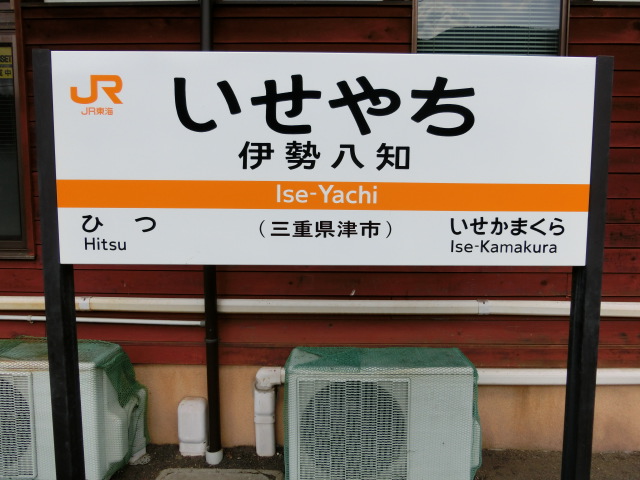 JR
JR東海
いせやち
伊勢八知
Ise-Yachi
ひつ
Hitsu
(三重県津市)
いせかまくら
Ise-Kamakura